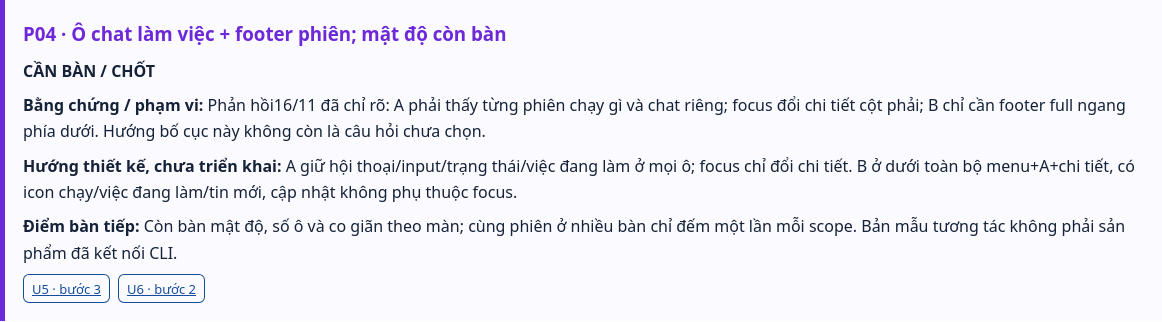 P04 · Ô chat làm việc + footer phiên; mật độ còn bàn
CẦN BÀN / CHỐT
Bằng chứng / phạm vi: Phản hồi16/11 đã chỉ rõ: A phải thấy từng phiên chạy gì và chat riêng; focus đổi chi tiết cột phải; B chỉ cần footer full ngang
phía dưới. Hướng bố cục này không còn là câu hỏi chưa chọn.
Hướng thiết kế, chưa triển khai: A giữ hội thoại/input/trạng thái/việc đang làm ở mọi ô; focus chỉ đổi chi tiết. B ở dưới toàn bộ menu+A+chi tiết, có
icon chạy/việc đang làm/tin mới, cập nhật không phụ thuộc focus.
Điểm bàn tiếp: Còn bàn mật độ, số ô và co giãn theo màn; cùng phiên ở nhiều bàn chỉ đếm một lần mỗi scope. Bản mẫu tương tác không phải sản
phẩm đã kết nối CLI.
U5 · bước 3 U6 · bước 2